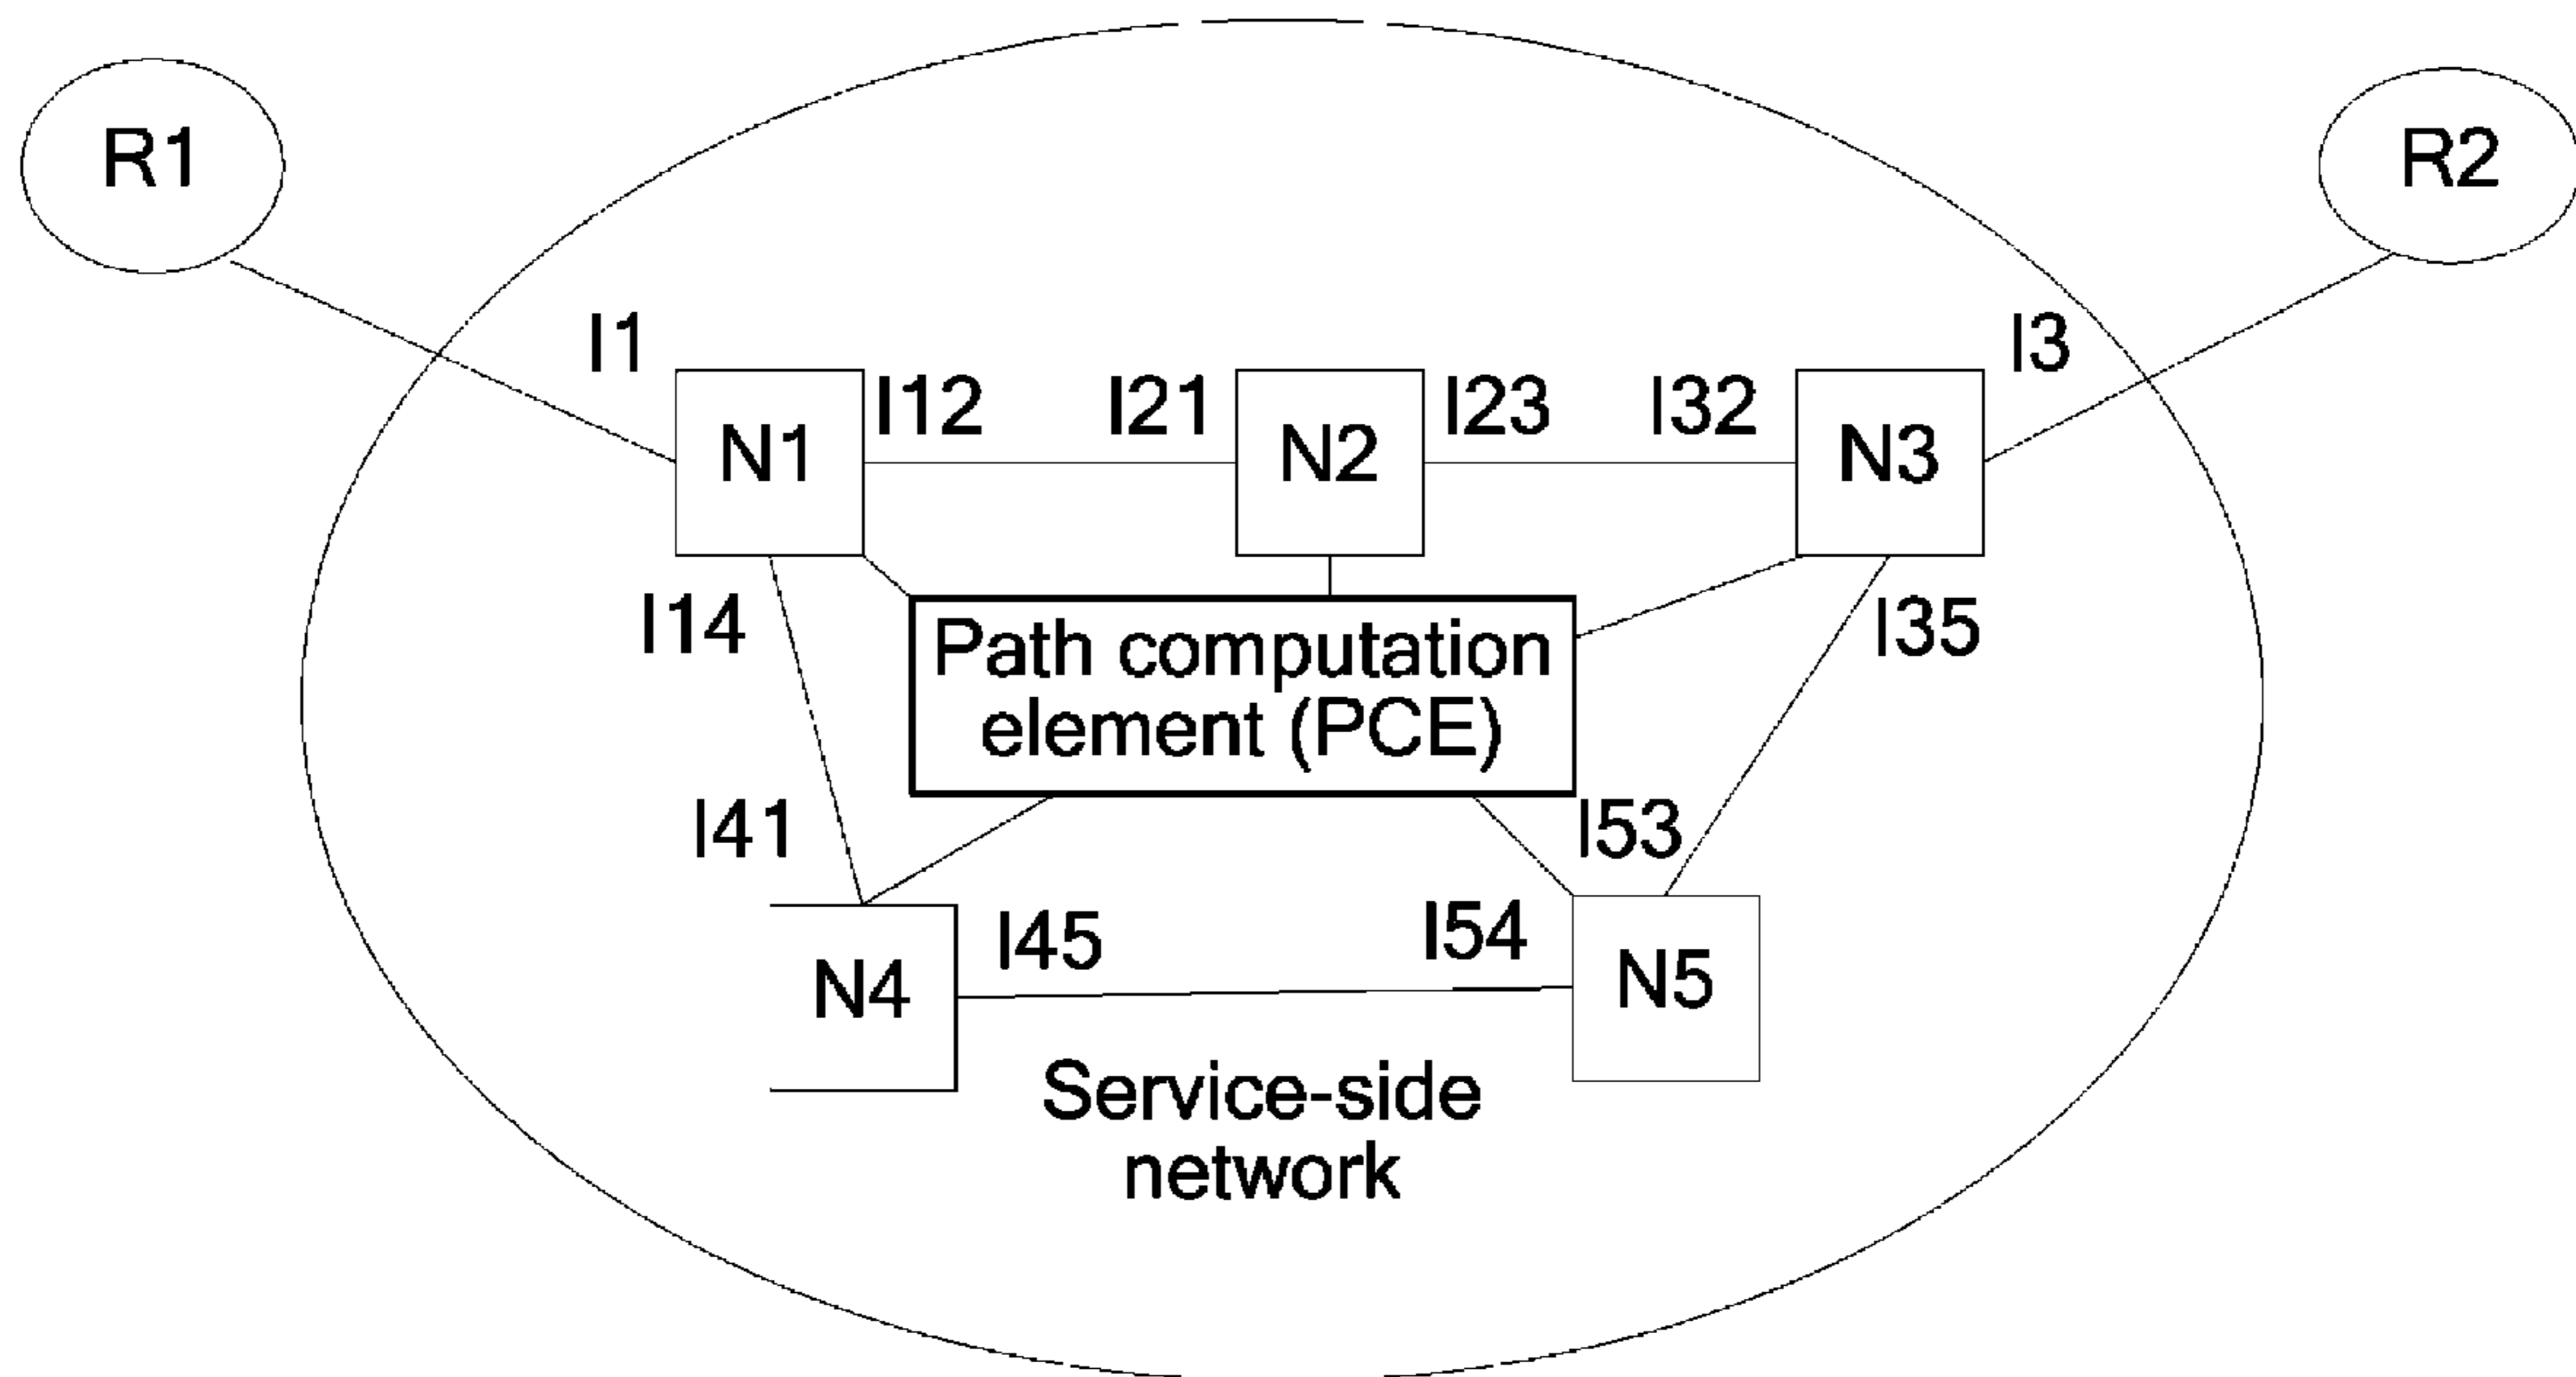 R1
R2
I1
I3
I12
I21
I23
I32
N1
N2
N3
I14
Path computation
element (PCE)
I35
I41
I53
I45
I54
N4
N5
Service-side
network